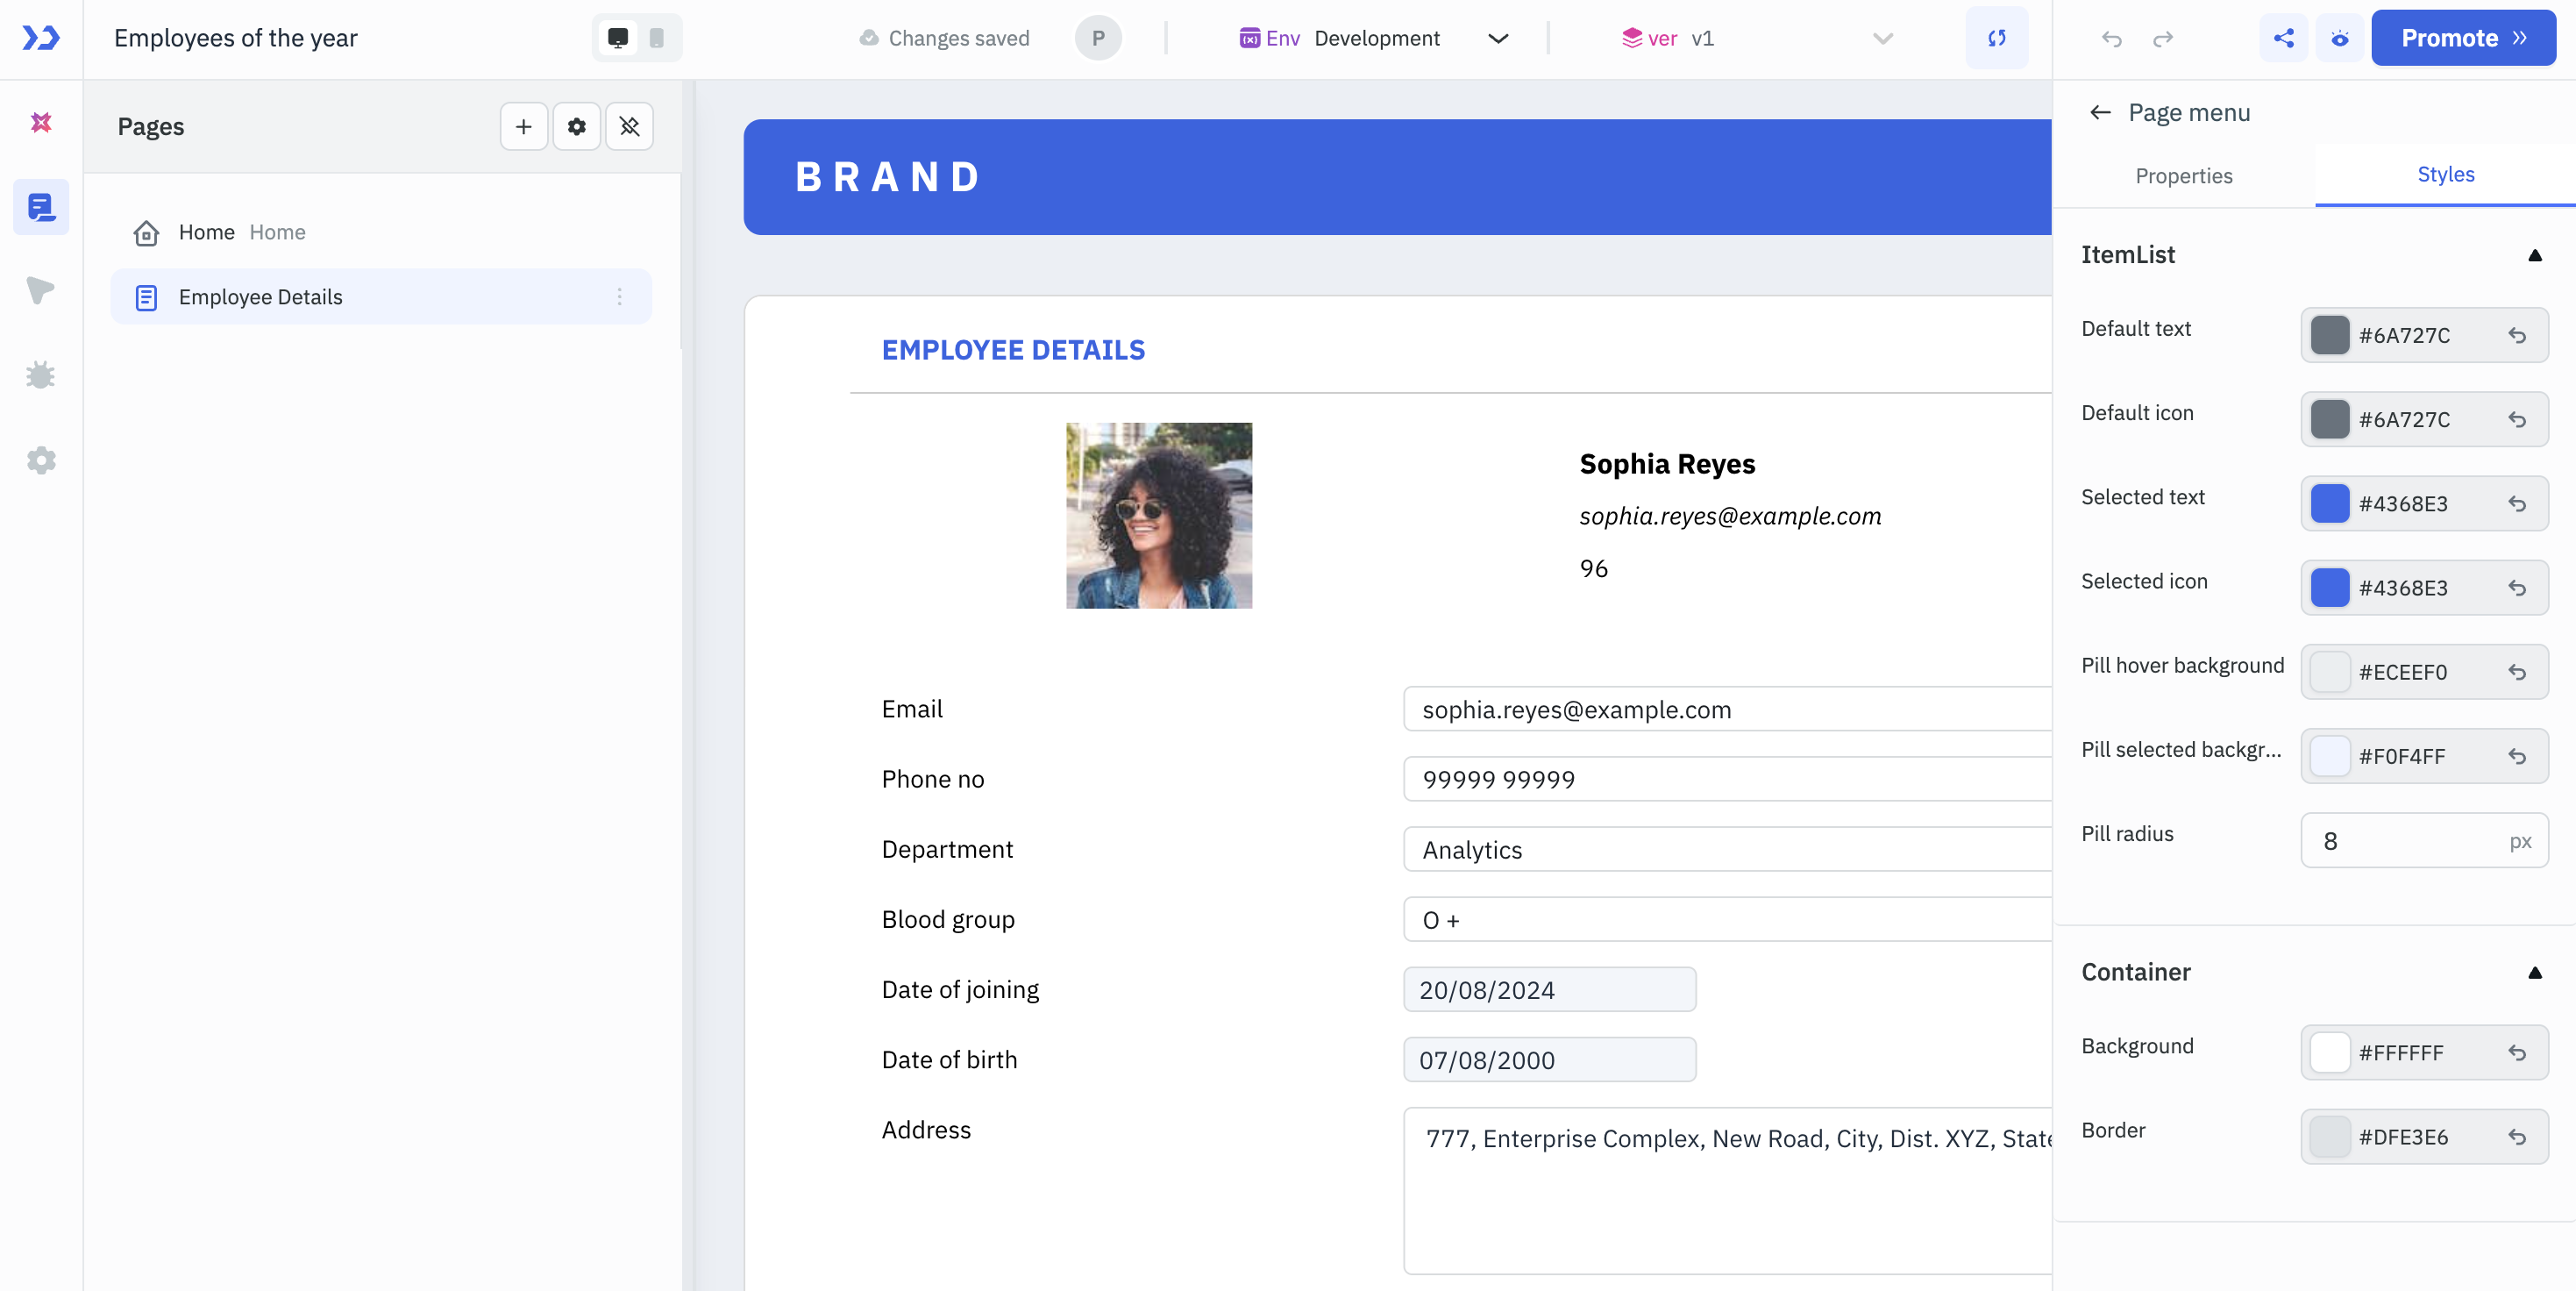 Employees of the year
Changes saved
P
Env Development
ver v1
Promote
Pages
Home Home
Employee Details
BRAND
EMPLOYEE DETAILS
Sophia Reyes
sophia.reyes@example.com
96
Email
sophia.reyes@example.com
Phone no
99999 99999
Department
Analytics
Blood group
O +
Date of joining
20/08/2024
Date of birth
07/08/2000
Address
777, Enterprise Complex, New Road, City, Dist. XYZ, State
Page menu
Properties
Styles
ItemList
Default text
#6A727C
Default icon
#6A727C
Selected text
#4368E3
Selected icon
#4368E3
Pill hover background
#ECEEF0
Pill selected backgr...
#F0F4FF
Pill radius
8 px
Container
Background
#FFFFFF
Border
#DFE3E6